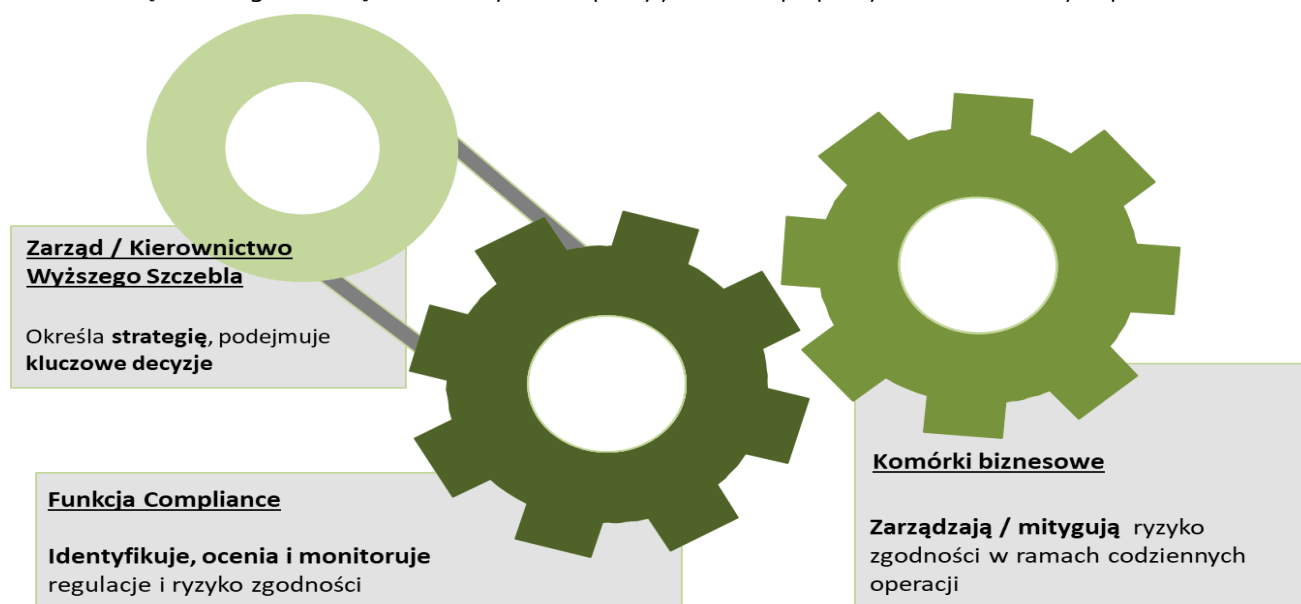 Zarząd / Kierownictwo
Wyższego Szczebla
Określa strategię, podejmuje
kluczowe decyzje
Funkcja Compliance
Identyfikuje, ocenia i monitoruje
regulacje i ryzyko zgodności
Komórki biznesowe
Zarządzają / mitygują ryzyko
zgodności w ramach codziennych
operacji